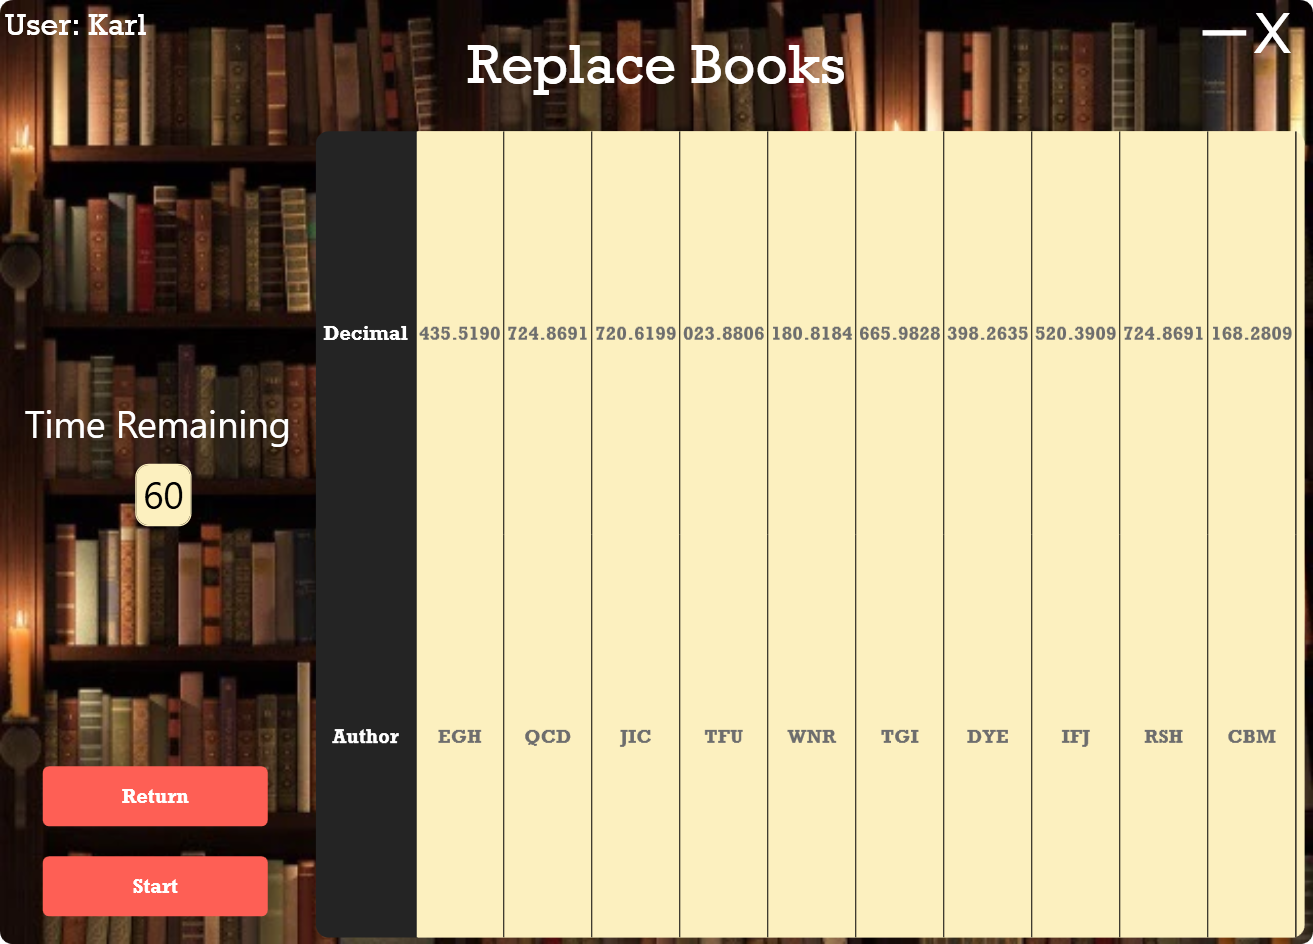 User: Karl
— X
Replace Books
Decimal 435.5190 724.8691 720.6199 023.8806 180.8184 665.9828 398.2635 520.3909 724.8691 168.2809
Time Remaining
60
Author EGH QCD JIC TFU WNR TGI DYE IFJ RSH CBM
Return
Start